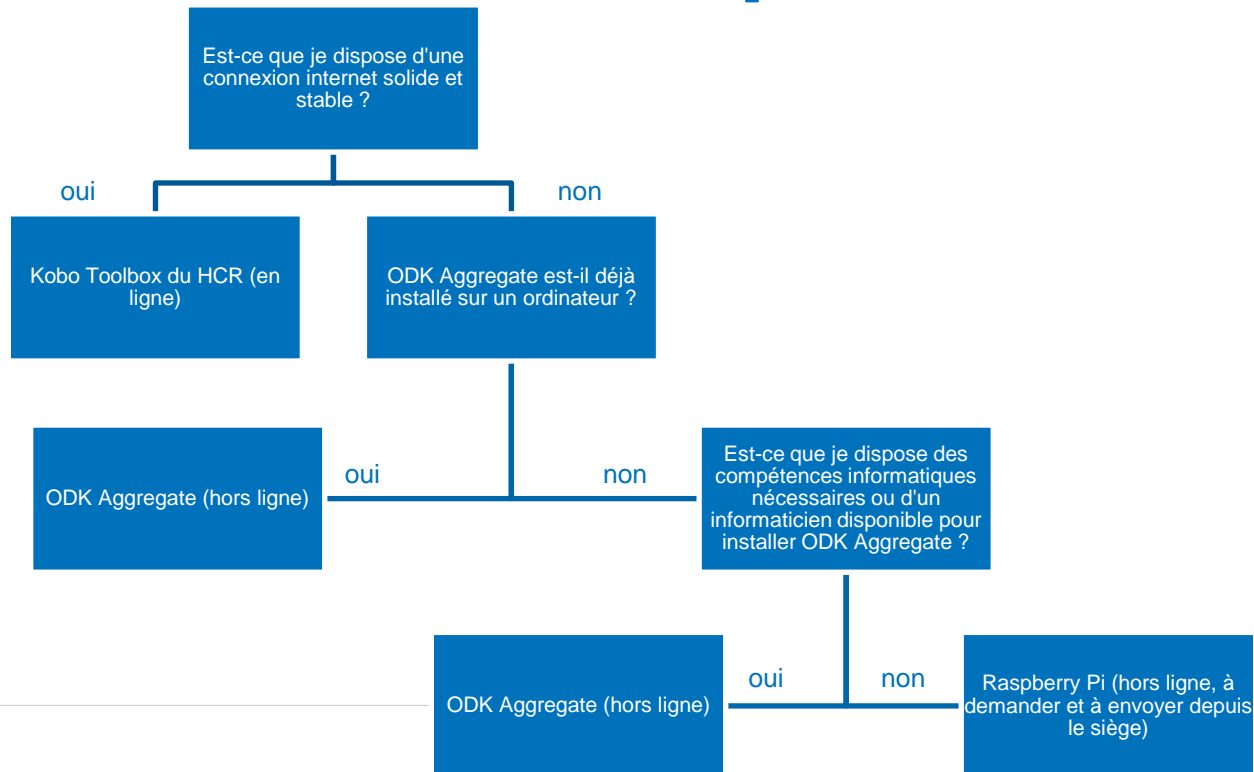 Est-ce que je dispose d'une
connexion internet solide et
stable ?
oui
non
Kobo Toolbox du HCR (en
ligne)
ODK Aggregate est-il déjà
installé sur un ordinateur ?
ODK Aggregate (hors ligne)
oui
non
Est-ce que je dispose des
compétences informatiques
nécessaires ou d'un
informaticien disponible pour
installer ODK Aggregate ?
ODK Aggregate (hors ligne)
oui
non
Raspberry Pi (hors ligne, à
demander et à envoyer depuis
le siège)